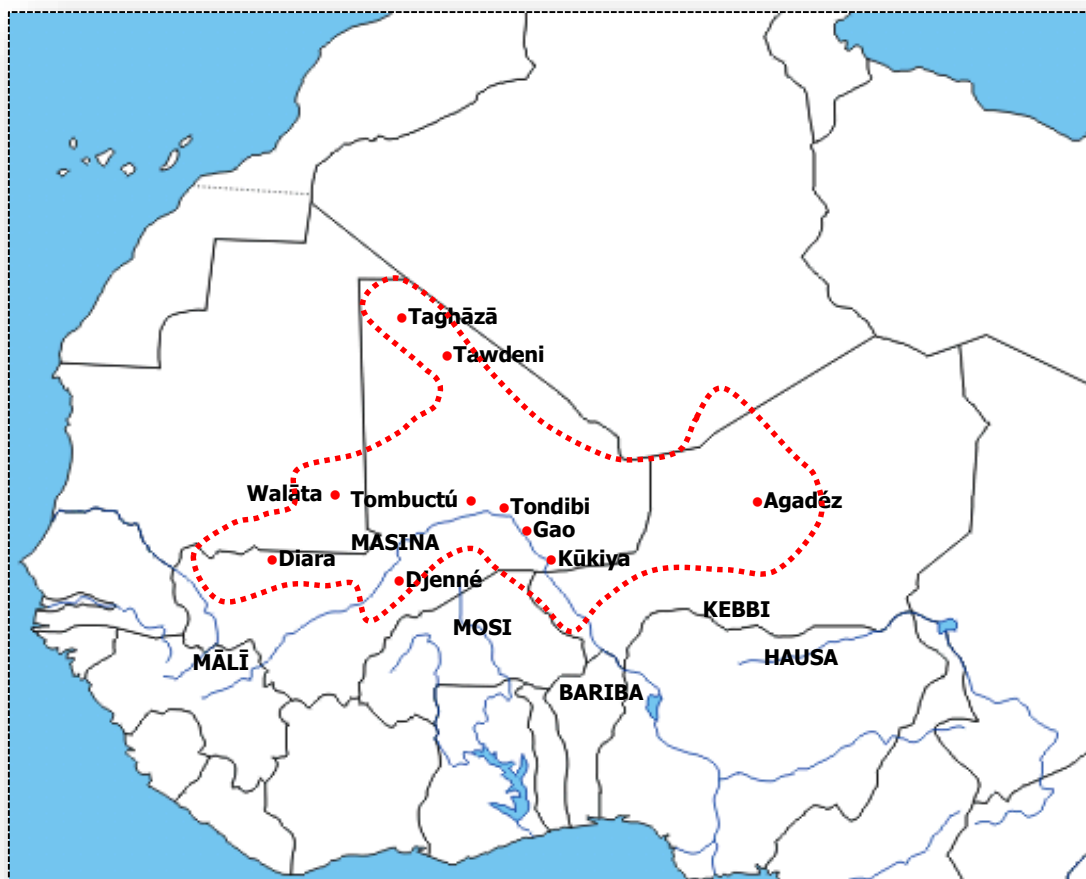 Taghāzā
Tawdeni
Walāta
Tombuctú
Tondibi
Agadéz
Gao
MASINA
Diara
Kūkiya
Djenné
KEBBI
MOSI
HAUSA
MĀLĪ
BARIBA